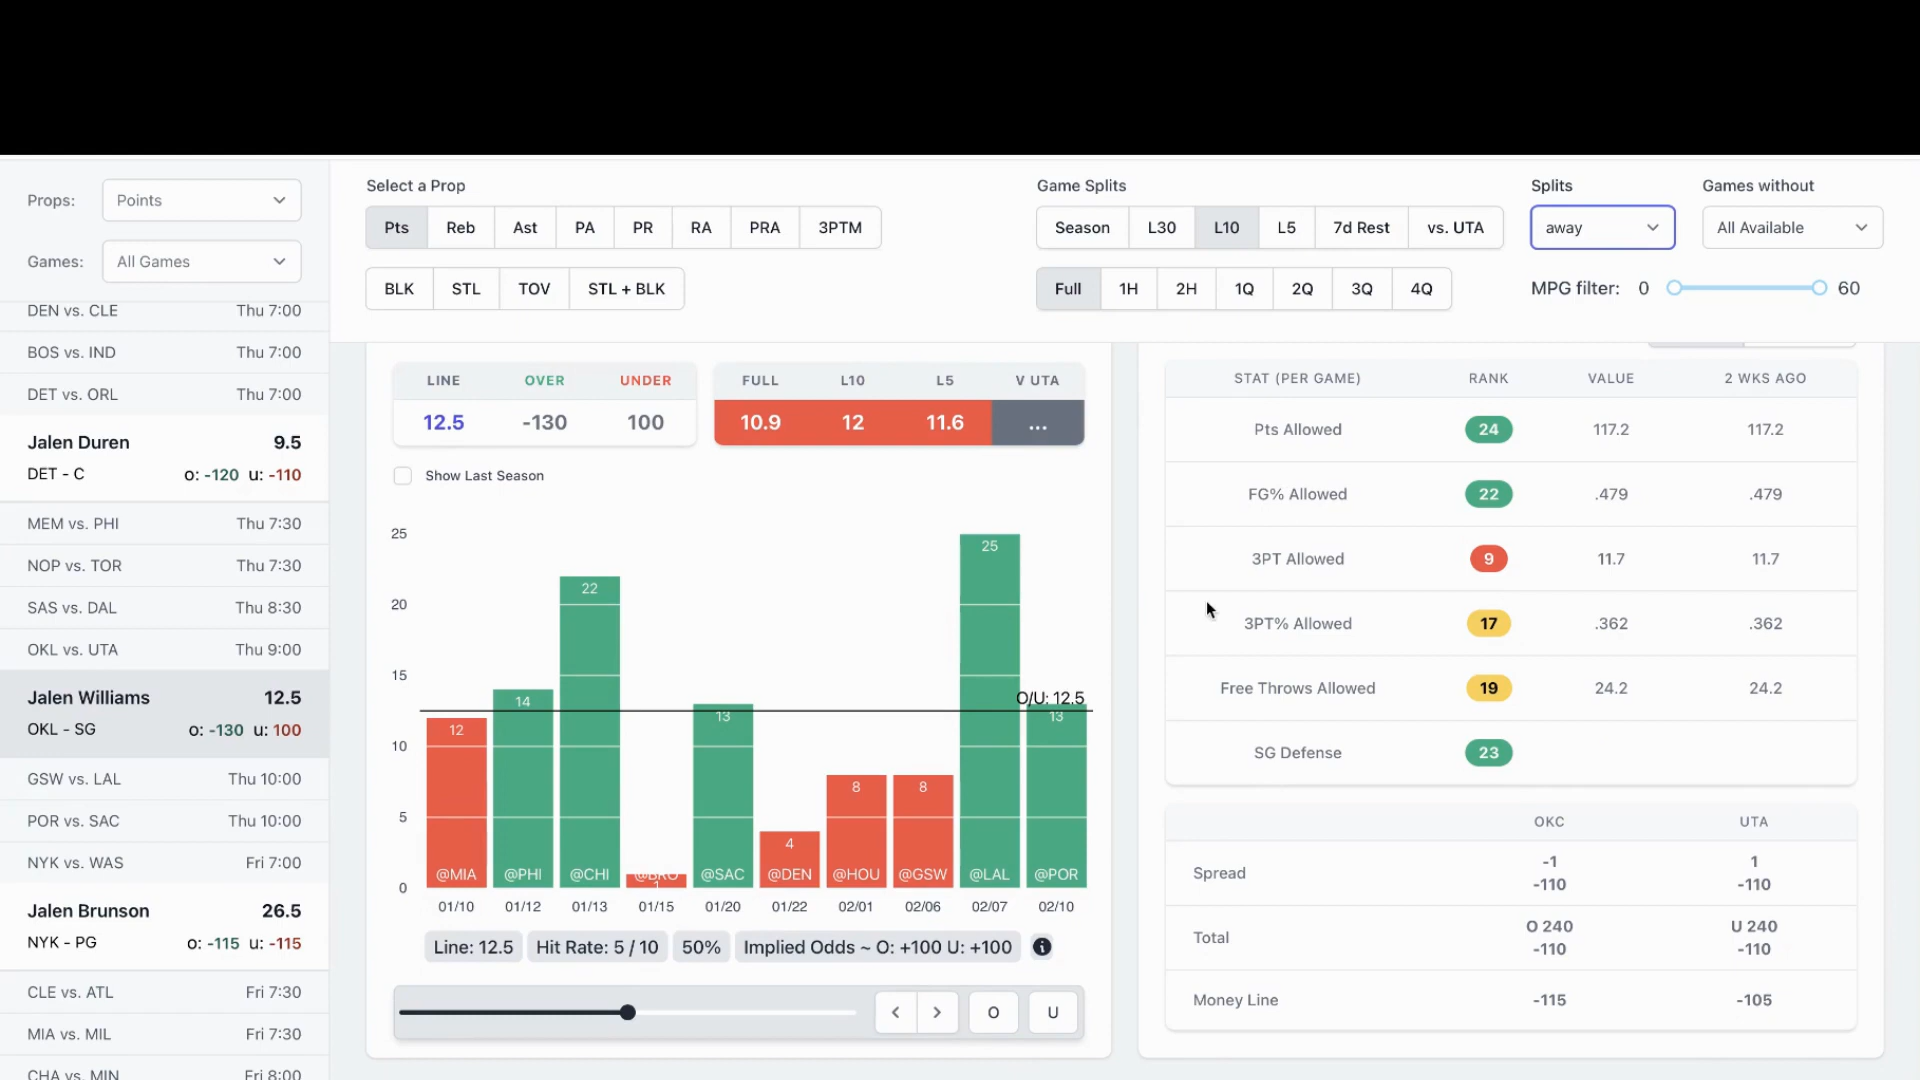 Props: Points
Games: All Games
DEN vs. CLE Thu 7:00
BOS vs. IND Thu 7:00
DET vs. ORL Thu 7:00
Jalen Duren 9.5
DET - C o: -120 u: -110
MEM vs. PHI Thu 7:30
NOP vs. TOR Thu 7:30
SAS vs. DAL Thu 8:30
OKL vs. UTA Thu 9:00
Jalen Williams 12.5
OKL - SG o: -130 u: 100
GSW vs. LAL Thu 10:00
POR vs. SAC Thu 10:00
NYK vs. WAS Fri 7:00
Jalen Brunson 26.5
NYK - PG o: -115 u: -115
CLE vs. ATL Fri 7:30
MIA vs. MIL Fri 7:30
CHA vs. MIN Fri 8:00
Select a Prop
Pts Reb Ast PA PR RA PRA 3PTM
BLK STL TOV STL + BLK
Game Splits
Season L30 L10 L5 7d Rest vs. UTA
Full 1H 2H 1Q 2Q 3Q 4Q
Splits
away
Games without
All Available
MPG filter: 0 60
LINE OVER UNDER
12.5 -130 100
FULL L10 L5 V UTA
10.9 12 11.6 ...
Show Last Season
25
20
15
10
5
0
12 14 22 1 13 4 8 8 25 13
O/U: 12.5
@MIA @PHI @CHI @BRO @SAC @DEN @HOU @GSW @LAL @POR
01/10 01/12 01/13 01/15 01/20 01/22 02/01 02/06 02/07 02/10
Line: 12.5 Hit Rate: 5 / 10 50% Implied Odds ~ O: +100 U: +100
O U
STAT (PER GAME) RANK VALUE 2 WKS AGO
Pts Allowed 24 117.2 117.2
FG% Allowed 22 .479 .479
3PT Allowed 9 11.7 11.7
3PT% Allowed 17 .362 .362
Free Throws Allowed 19 24.2 24.2
SG Defense 23
OKC UTA
Spread -1 -110 1 -110
Total O 240 -110 U 240 -110
Money Line -115 -105